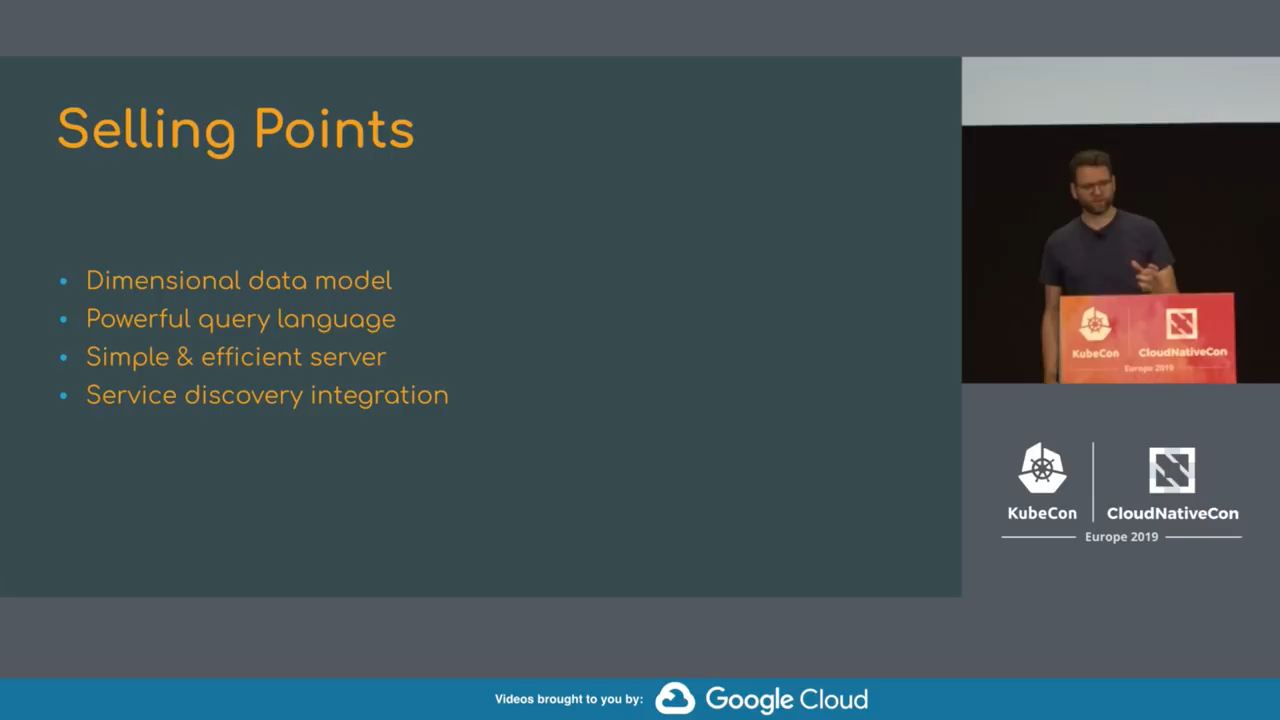 Selling Points
• Dimensional data model
• Powerful query language
• Simple & efficient server
• Service discovery integration
KubeCon
CloudNativeCon
Europe 2019
KubeCon
CloudNativeCon
Europe 2019
Videos brought to you by:
Google Cloud